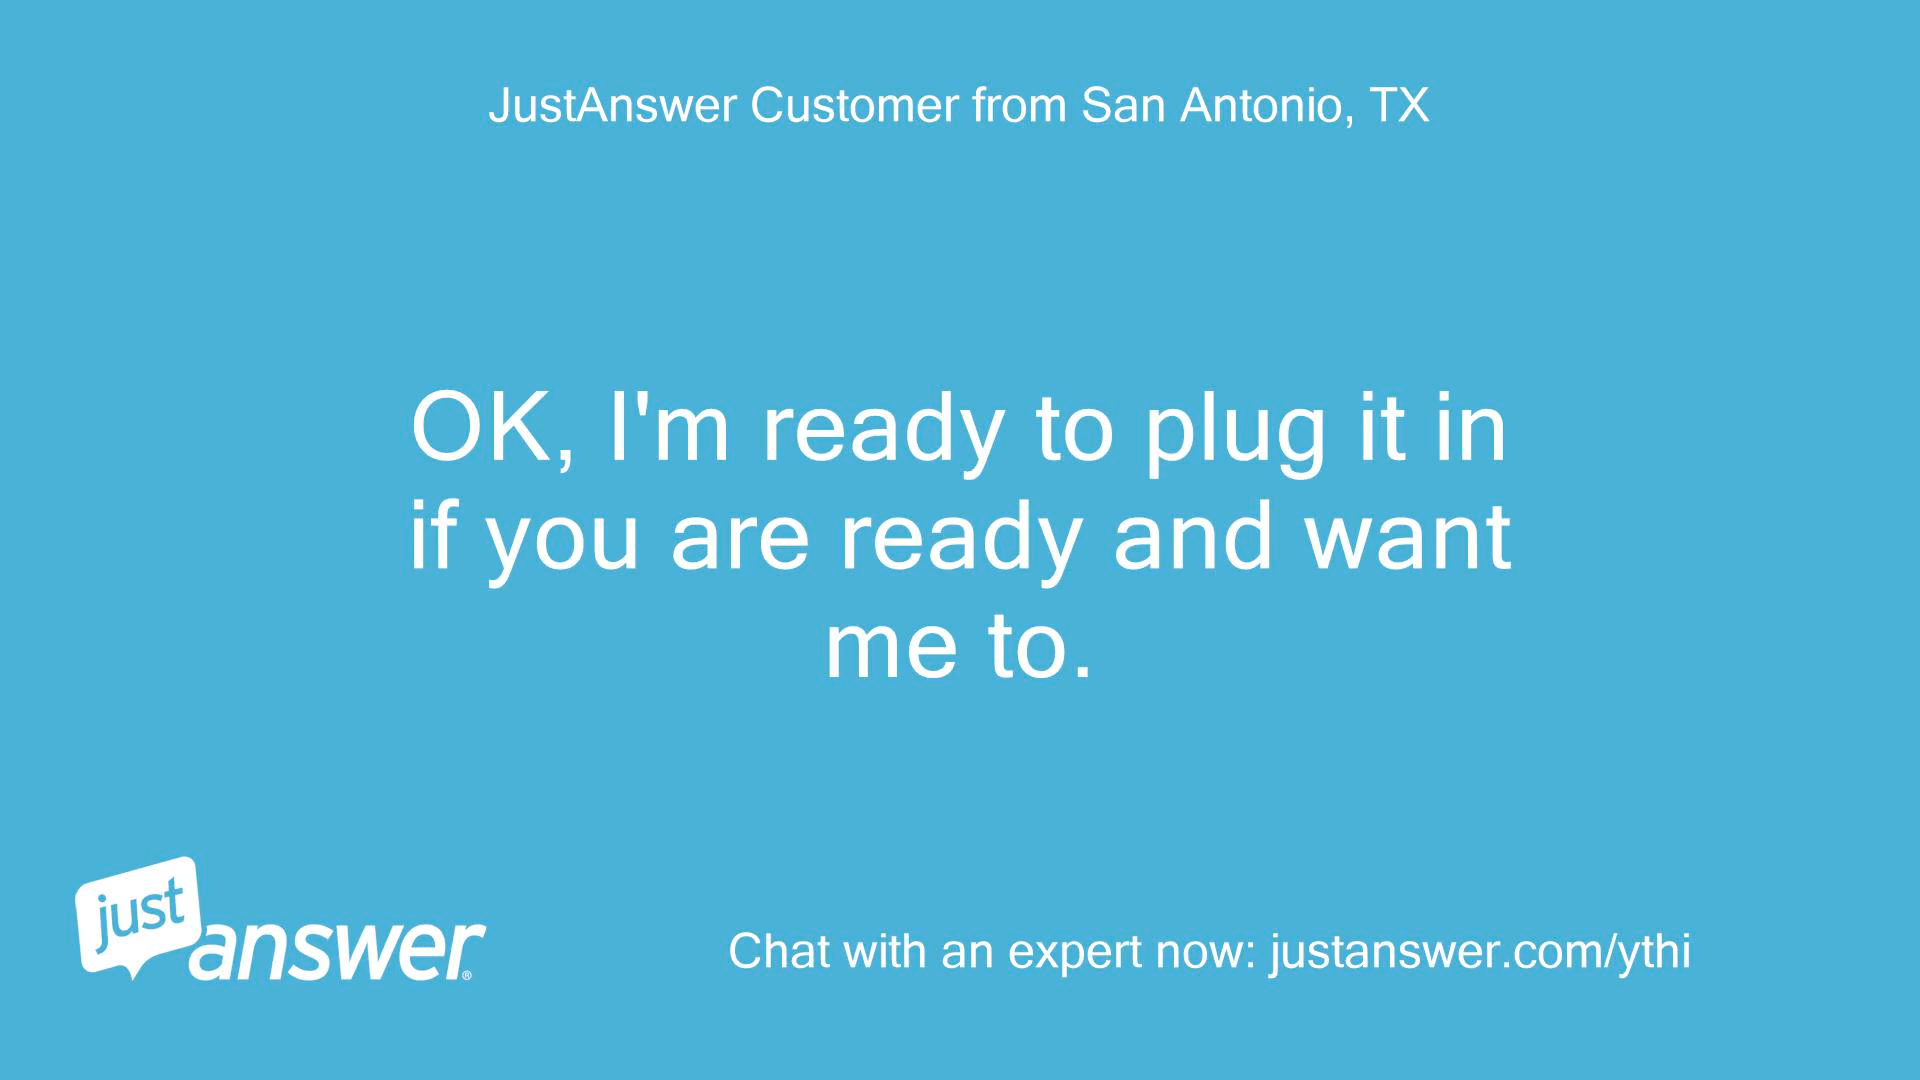 JustAnswer Customer from San Antonio, TX
OK, I'm ready to plug it in
if you are ready and want
me to.
just
answer®
Chat with an expert now: justanswer.com/ythi